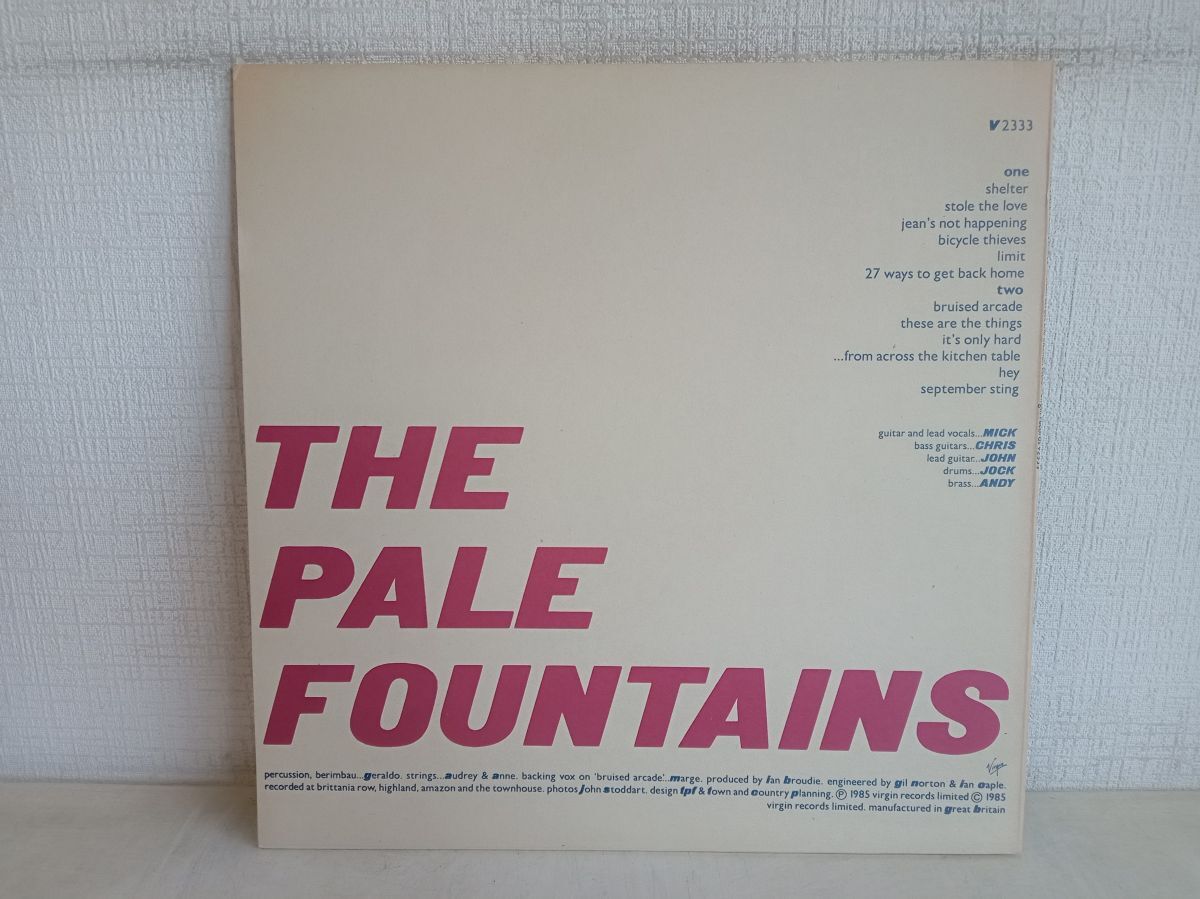 V 2333
one
shelter
stole the love
jean's not happening
bicycle thieves
limit
27 ways to get back home
two
bruised arcade
these are the things
it's only hard
...from across the kitchen table
hey
september sting
guitar and lead vocals...MICK
bass guitars...CHRIS
lead guitar...JOHN
drums...JOCK
brass...ANDY
THE
PALE
FOUNTAINS
Virgin
percussion, berimbau...geraldo. strings...audrey & anne. backing vox on 'bruised arcade'...marge. produced by Ian broudie. engineered by gil norton & Ian caple.
recorded at brittania row, highland, amazon and the townhouse. photos John stoddart. design tpf & town and country planning. Ⓟ 1985 virgin records limited © 1985
virgin records limited. manufactured in great britain